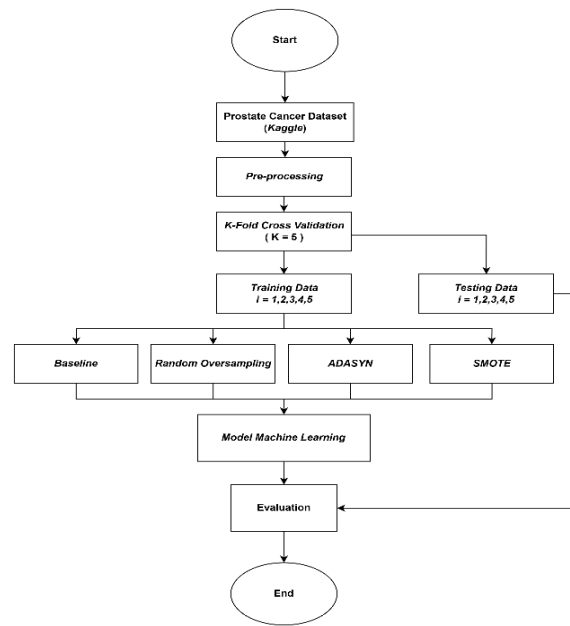 Start
Prostate Cancer Dataset
(Kaggle)
Pre-processing
K-Fold Cross Validation
( K = 5 )
Training Data
i = 1,2,3,4,5
Testing Data
i = 1,2,3,4,5
Baseline
Random Oversampling
ADASYN
SMOTE
Model Machine Learning
Evaluation
End